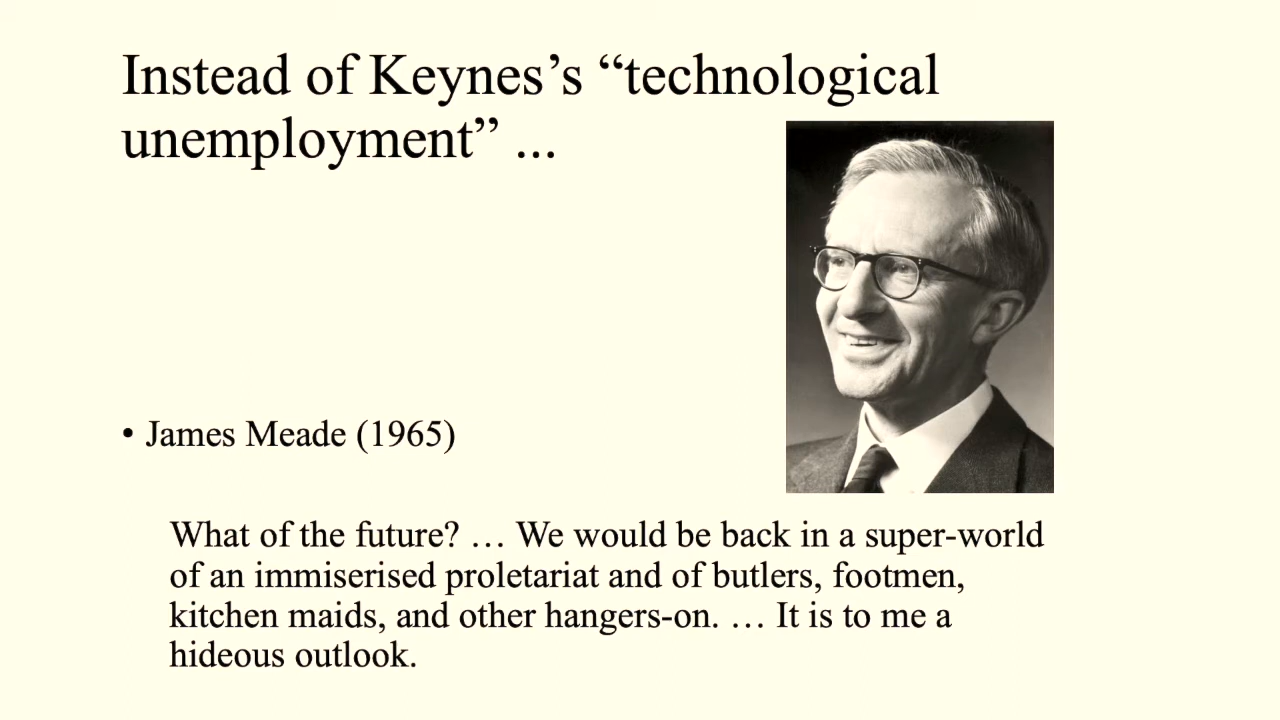 Instead of Keynes’s “technological
unemployment” ...
• James Meade (1965)
What of the future? … We would be back in a super-world
of an immiserised proletariat and of butlers, footmen,
kitchen maids, and other hangers-on. … It is to me a
hideous outlook.